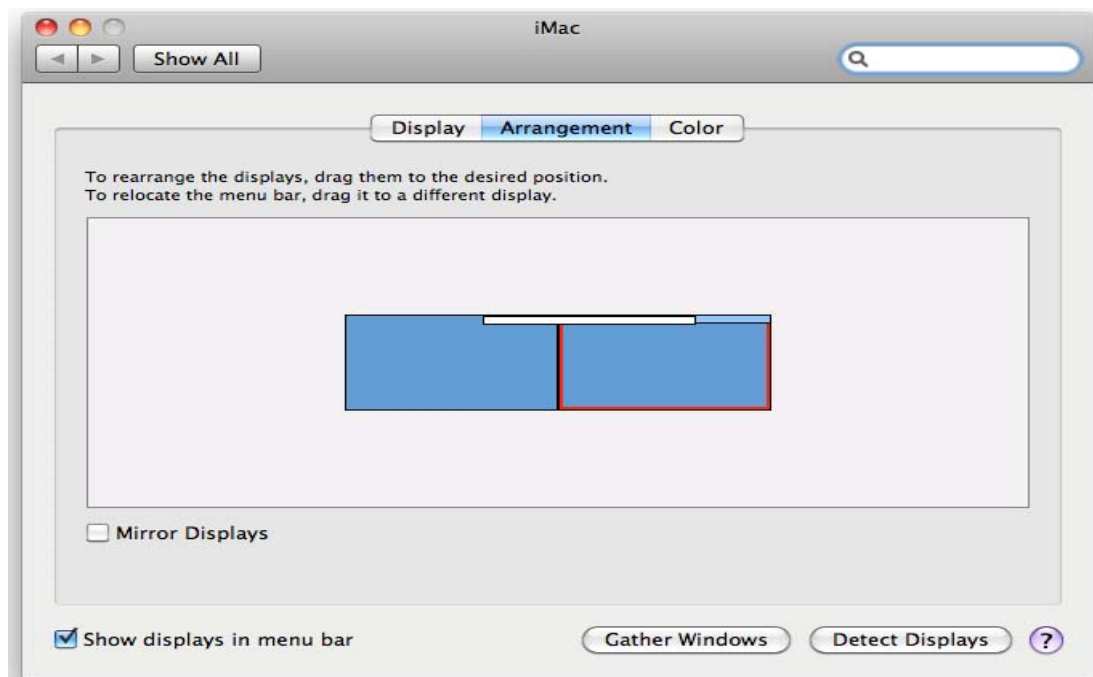 iMac
Show All
Display Arrangement Color
To rearrange the displays, drag them to the desired position.
To relocate the menu bar, drag it to a different display.
Mirror Displays
Show displays in menu bar Gather Windows Detect Displays ?